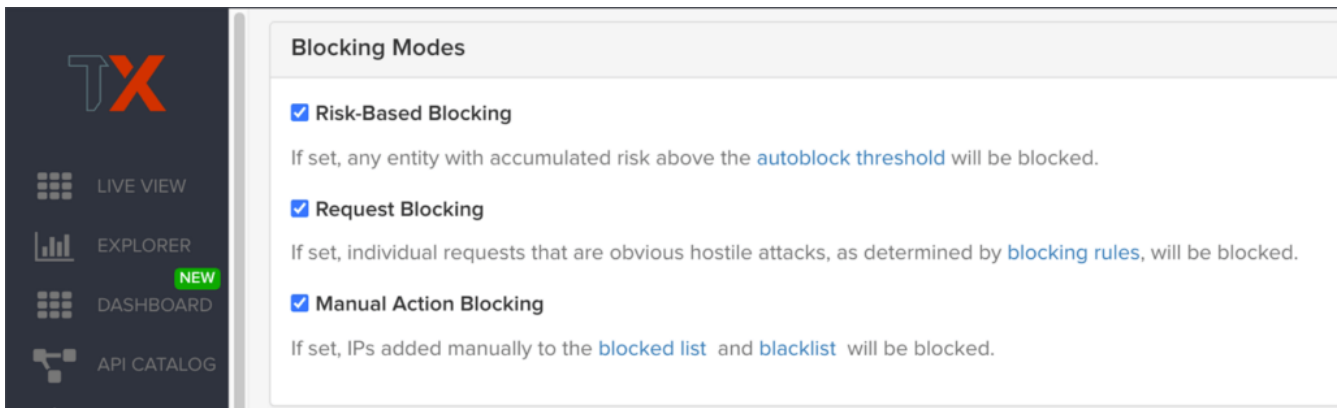 TX
LIVE VIEW
EXPLORER
NEW
DASHBOARD
API CATALOG
Blocking Modes
Risk-Based Blocking
If set, any entity with accumulated risk above the autoblock threshold will be blocked.
Request Blocking
If set, individual requests that are obvious hostile attacks, as determined by blocking rules, will be blocked.
Manual Action Blocking
If set, IPs added manually to the blocked list and blacklist will be blocked.